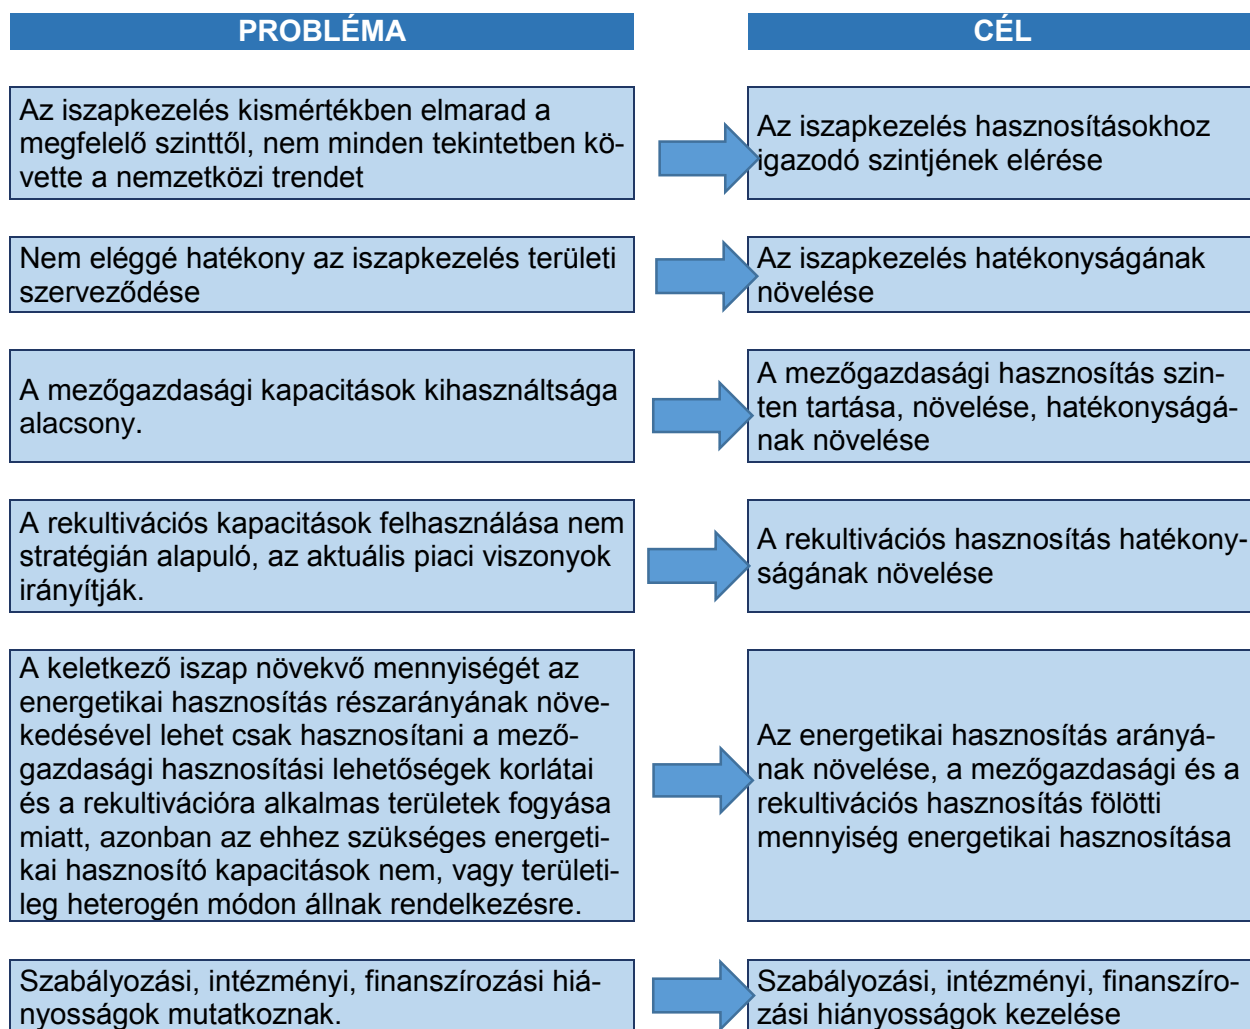 PROBLÉMA
CÉL
Az iszapkezelés kismértékben elmarad a
megfelelő szinttől, nem minden tekintetben kö-
vette a nemzetközi trendet
Az iszapkezelés hasznosításokhoz
igazodó szintjének elérése
Nem eléggé hatékony az iszapkezelés területi
szerveződése
Az iszapkezelés hatékonyságának
növelése
A mezőgazdasági kapacitások kihasználtsága
alacsony.
A mezőgazdasági hasznosítás szin-
ten tartása, növelése, hatékonyságá-
nak növelése
A rekultivációs kapacitások felhasználása nem
stratégián alapuló, az aktuális piaci viszonyok
irányítják.
A rekultivációs hasznosítás hatékony-
ságának növelése
A keletkező iszap növekvő mennyiségét az
energetikai hasznosítás részarányának növe-
kedésével lehet csak hasznosítani a mező-
gazdasági hasznosítási lehetőségek korlátai
és a rekultivációra alkalmas területek fogyása
miatt, azonban az ehhez szükséges energeti-
kai hasznosító kapacitások nem, vagy területi-
leg heterogén módon állnak rendelkezésre.
Az energetikai hasznosítás arányá-
nak növelése, a mezőgazdasági és a
rekultivációs hasznosítás fölötti
mennyiség energetikai hasznosítása
Szabályozási, intézményi, finanszírozási hiá-
nyosságok mutatkoznak.
Szabályozási, intézményi, finanszíro-
zási hiányosságok kezelése